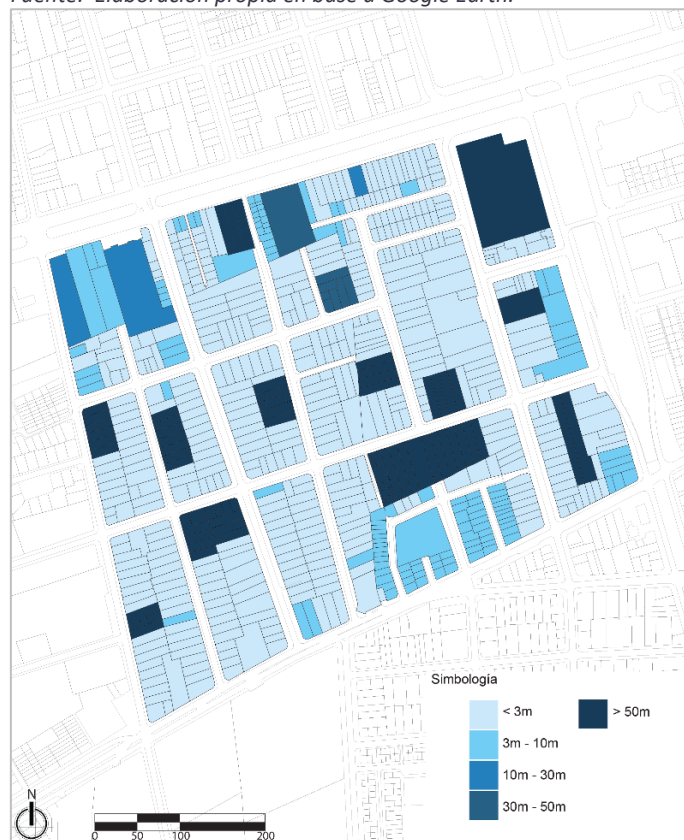 Fuente: Elaboración propia en base a Google Earth.
Simbología
< 3m
> 50m
3m - 10m
10m - 30m
30m - 50m
N
0 50 100 200